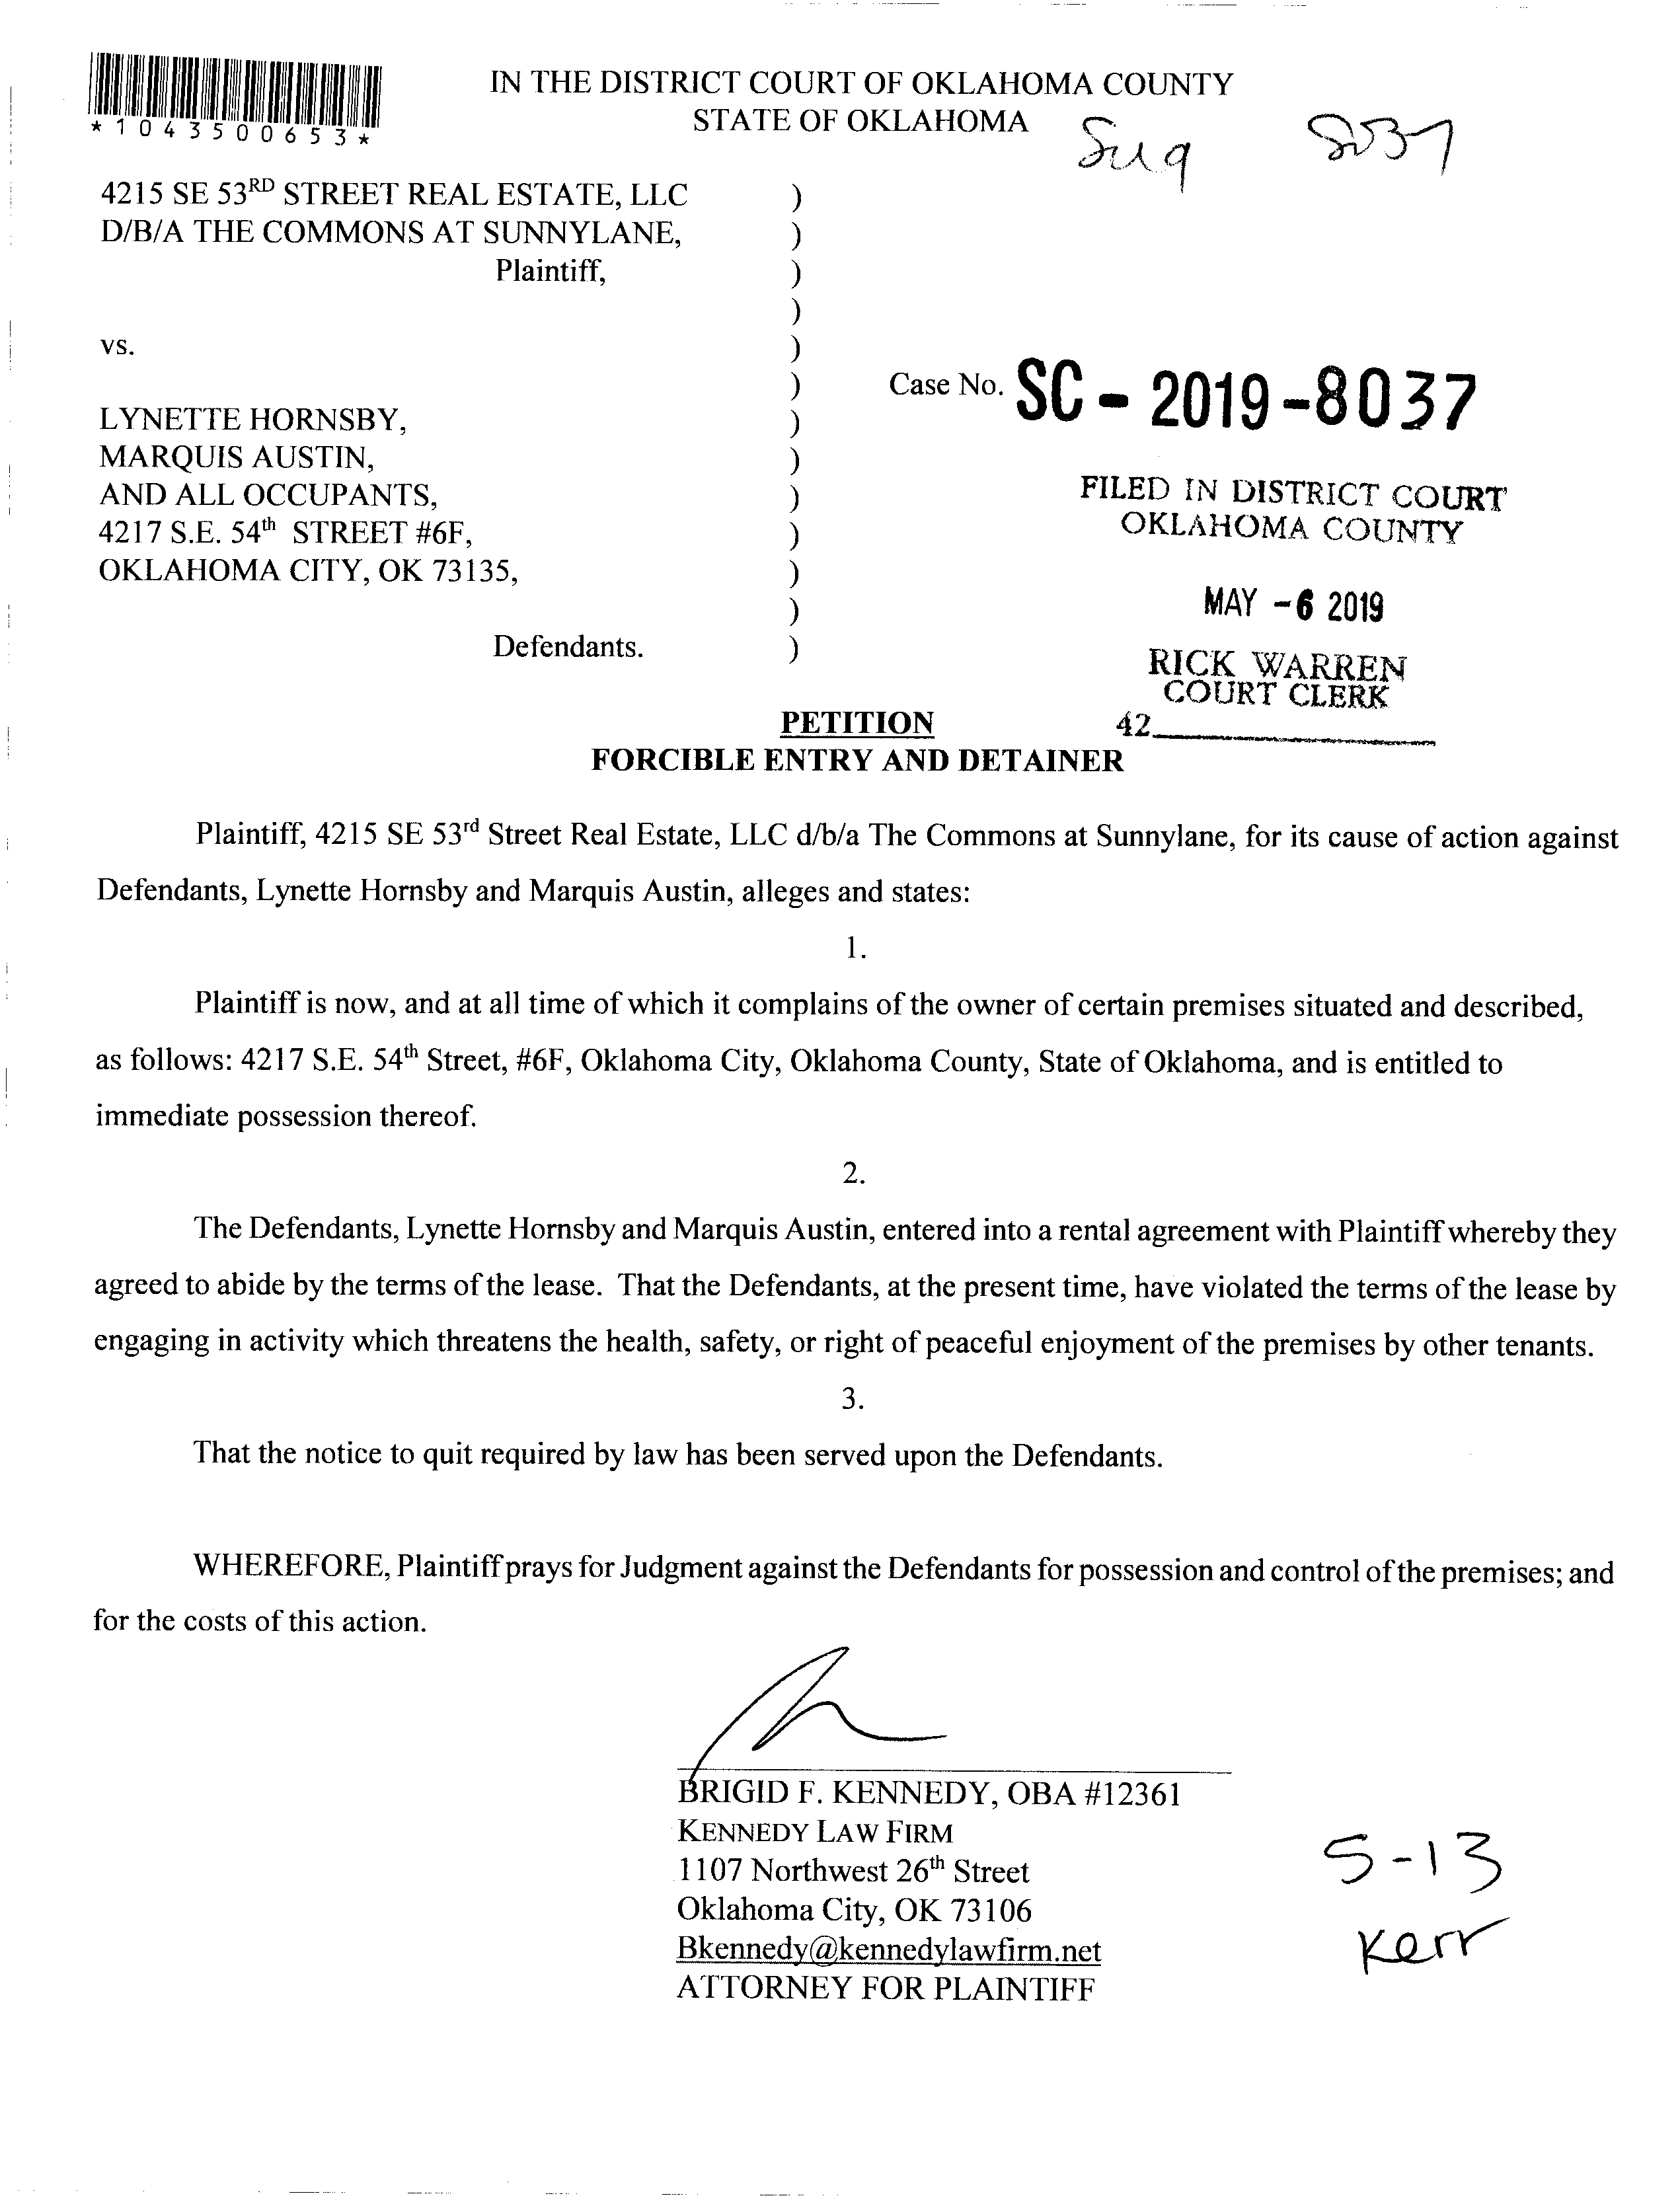 IN THE DISTRICT COURT OF OKLAHOMA COUNTY
STATE OF OKLAHOMA
*1043500653*
4215 SE 53RD STREET REAL ESTATE, LLC )
D/B/A THE COMMONS AT SUNNYLANE, )
Plaintiff, )
)
vs. )
) Case No. SC - 2019 - 8037
LYNETTE HORNSBY, )
MARQUIS AUSTIN, )
AND ALL OCCUPANTS, )
4217 S.E. 54th STREET #6F, )
OKLAHOMA CITY, OK 73135, )
)
Defendants. )
FILED IN DISTRICT COURT
OKLAHOMA COUNTY
MAY - 6 2019
RICK WARREN
COURT CLERK
42
PETITION
FORCIBLE ENTRY AND DETAINER
Plaintiff, 4215 SE 53rd Street Real Estate, LLC d/b/a The Commons at Sunnylane, for its cause of action against
Defendants, Lynette Hornsby and Marquis Austin, alleges and states:
1.
Plaintiff is now, and at all time of which it complains of the owner of certain premises situated and described,
as follows: 4217 S.E. 54th Street, #6F, Oklahoma City, Oklahoma County, State of Oklahoma, and is entitled to
immediate possession thereof.
2.
The Defendants, Lynette Hornsby and Marquis Austin, entered into a rental agreement with Plaintiff whereby they
agreed to abide by the terms of the lease. That the Defendants, at the present time, have violated the terms of the lease by
engaging in activity which threatens the health, safety, or right of peaceful enjoyment of the premises by other tenants.
3.
That the notice to quit required by law has been served upon the Defendants.
WHEREFORE, Plaintiff prays for Judgment against the Defendants for possession and control of the premises; and
for the costs of this action.
BRIGID F. KENNEDY, OBA #12361
KENNEDY LAW FIRM
1107 Northwest 26th Street
Oklahoma City, OK 73106
Bkennedy@kennedylawfirm.net
ATTORNEY FOR PLAINTIFF
5-13
Kerr